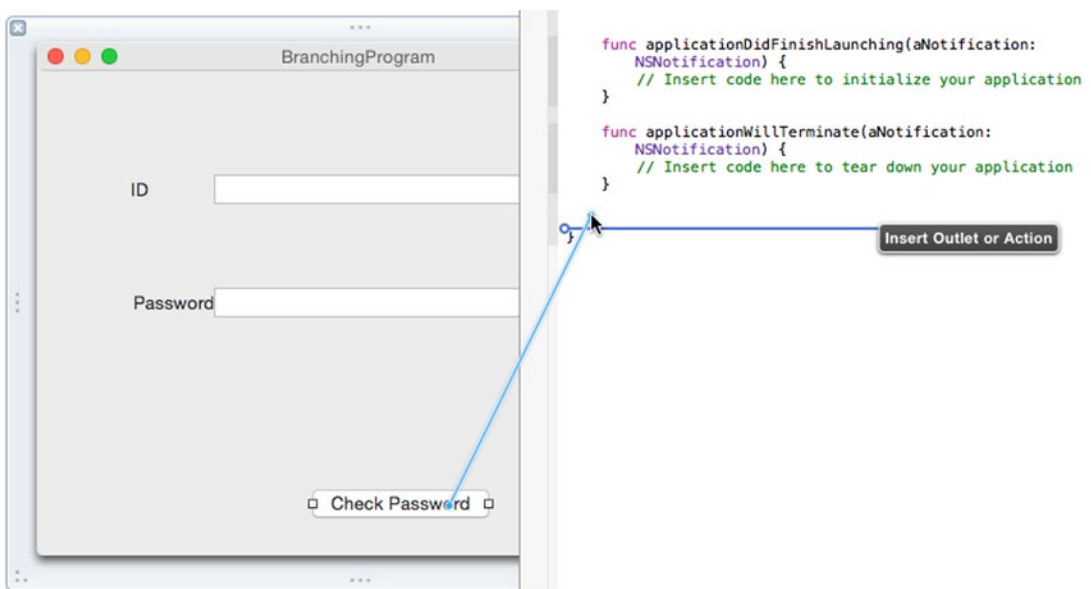 BranchingProgram
ID
Password
Check Password
func applicationDidFinishLaunching(aNotification:
NSNotification) {
// Insert code here to initialize your application
}
func applicationWillTerminate(aNotification:
NSNotification) {
// Insert code here to tear down your application
}
}
Insert Outlet or Action